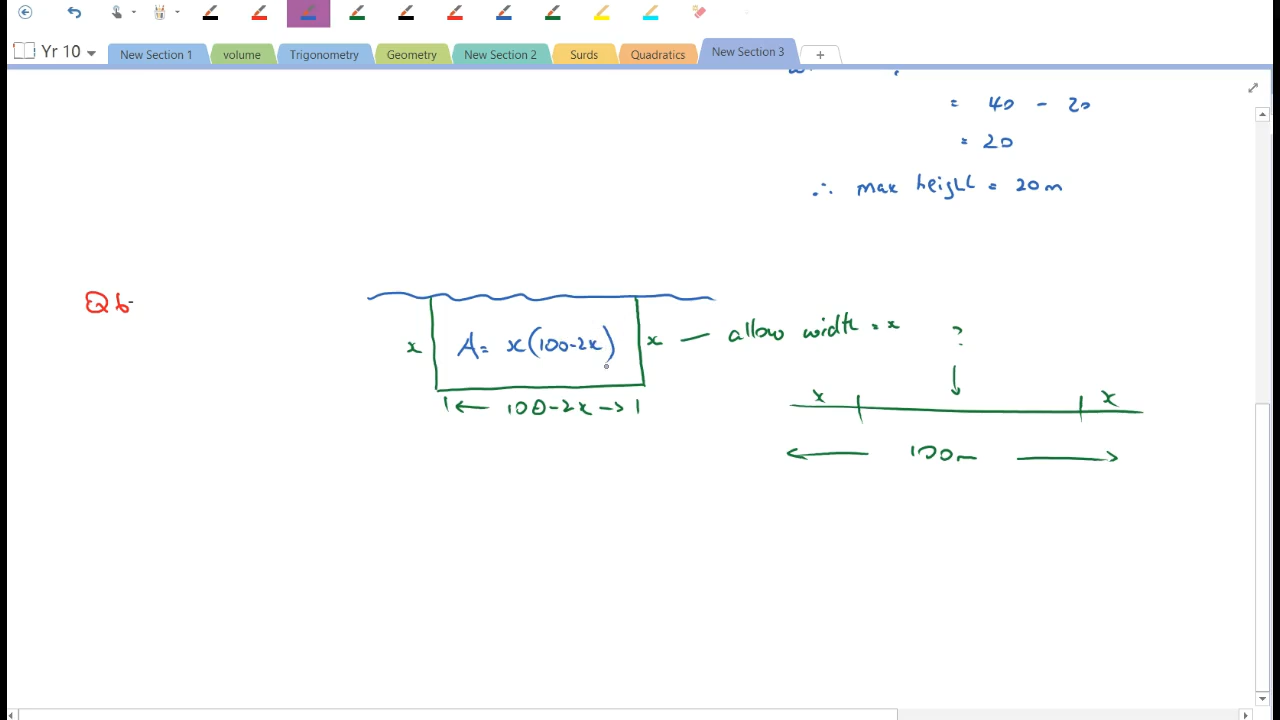 Yr 10
New Section 1
volume
Trigonometry
Geometry
New Section 2
Surds
Quadratics
New Section 3
+
= 40 - 20
= 20
∴ max height = 20m
Q6
x
A= x(100-2x)
x — allow width = x
?
|← 100-2x →|
x
x
← 100m →